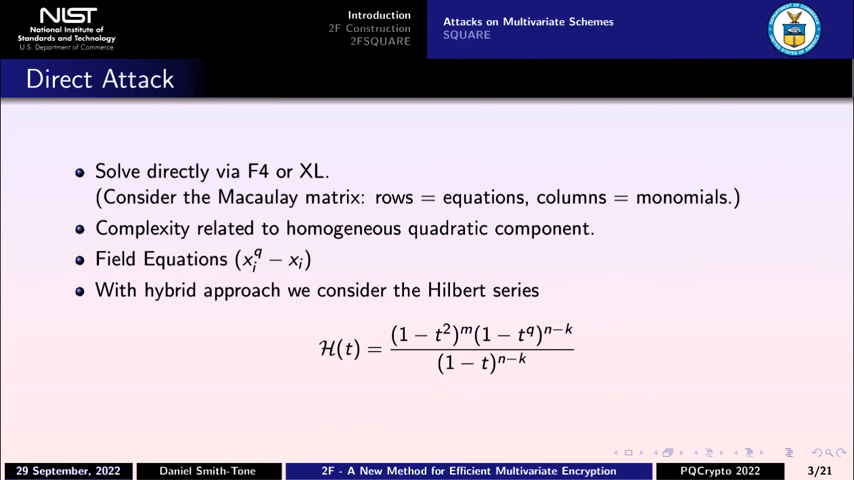 NIST
National Institute of
Standards and Technology
U.S. Department of Commerce
Introduction
2F Construction
2FSQUARE
Attacks on Multivariate Schemes
SQUARE
Direct Attack
Solve directly via F4 or XL.
(Consider the Macaulay matrix: rows = equations, columns = monomials.)
Complexity related to homogeneous quadratic component.
Field Equations (x_i^q − x_i)
With hybrid approach we consider the Hilbert series
H(t) = (1 − t^2)^m (1 − t^q)^{n−k} / (1 − t)^{n−k}
29 September, 2022 Daniel Smith-Tone 2F - A New Method for Efficient Multivariate Encryption PQCrypto 2022 3/21